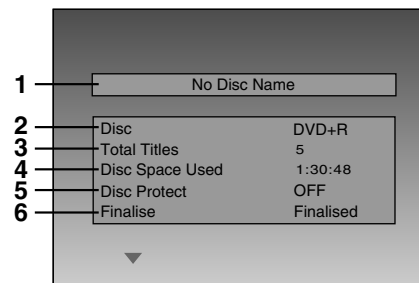 1 No Disc Name
2 Disc DVD+R
3 Total Titles 5
4 Disc Space Used 1:30:48
5 Disc Protect OFF
6 Finalise Finalised